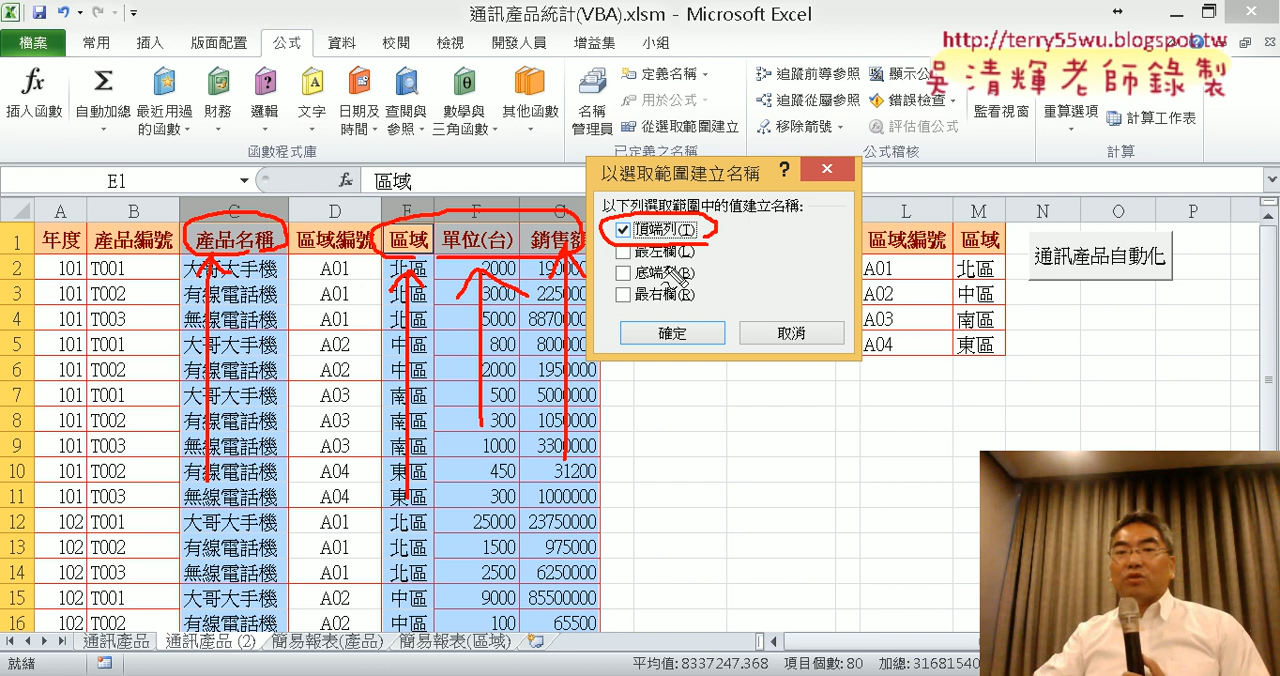 通訊產品統計(VBA).xlsm - Microsoft Excel
檔案 常用 插入 版面配置 公式 資料 校閱 檢視 開發人員 增益集 小組
http://terry55wu.blogspot.tw
吳清輝老師錄製
插入函數 自動加總 最近用過的函數 財務 邏輯 文字 日期及時間 查閱與參照 數學與三角函數 其他函數
函數程式庫
名稱管理員 定義名稱 用於公式 從選取範圍建立
已定義之名稱
追蹤前導參照 追蹤從屬參照 移除箭號 顯示公 錯誤檢查 評估值公式 監看視窗
公式稽核
重算選項 計算工作表
計算
E1 fx 區域
A B C D E F G L M N O P
1 年度 產品編號 產品名稱 區域編號 區域 單位(台) 銷售額 區域編號 區域
2 101 T001 大哥大手機 A01 北區 2000 A01 北區
3 101 T002 有線電話機 A01 北區 3000 225000 A02 中區
4 101 T003 無線電話機 A01 北區 5000 8870000 A03 南區
5 101 T001 大哥大手機 A02 中區 800 800000 A04 東區
6 101 T002 有線電話機 A02 中區 2000 1950000
7 101 T001 大哥大手機 A03 南區 500 5000000
8 101 T002 有線電話機 A03 南區 300 1050000
9 101 T003 無線電話機 A03 南區 1000 3300000
10 101 T002 有線電話機 A04 東區 450 31200
11 101 T003 無線電話機 A04 東區 300 1000000
12 102 T001 大哥大手機 A01 北區 25000 23750000
13 102 T002 有線電話機 A01 北區 1500 975000
14 102 T003 無線電話機 A01 北區 2500 6250000
15 102 T001 大哥大手機 A02 中區 9000 85500000
16 102 T002 有線電話機 A02 中區 100 65500
通訊產品自動化
以選取範圍建立名稱
以下列選取範圍中的值建立名稱:
頂端列(T)
最左欄(L)
底端列(B)
最右欄(R)
確定 取消
通訊產品 通訊產品 (2) 簡易報表(產品) 簡易報表(區域)
就緒 平均值: 8337247.368 項目個數: 80 加總: 31681540